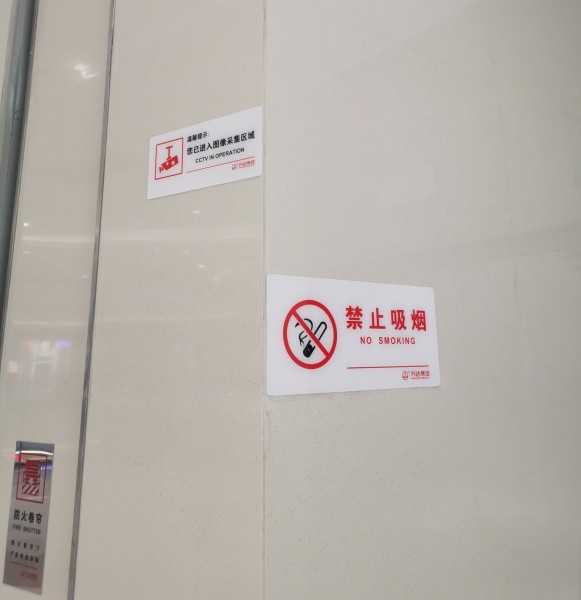 温馨提示:
您已进入图像采集区域
CCTV IN OPERATION
禁止吸烟
NO SMOKING
防火卷帘
FIRE SHUTTER